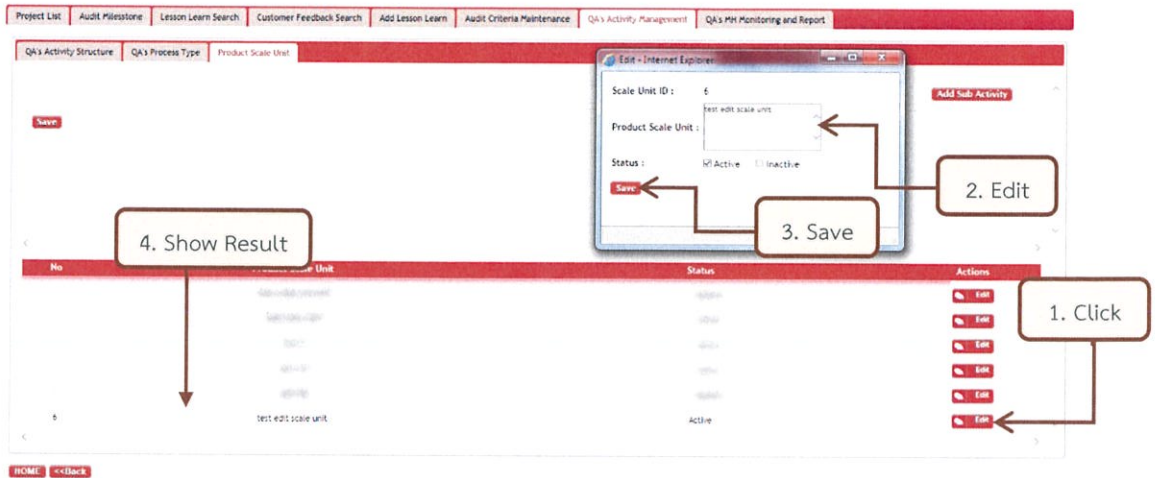 Project List Audit Milesstone Lesson Learn Search Customer Feedback Search Add Lesson Learn Audit Criteria Maintenance QA's Activity Management QA's MH Monitoring and Report
QA's Activity Structure QA's Process Type Product Scale Unit
Edit - Internet Explorer
Scale Unit ID : 6
Add Sub Activity
test edit scale unit
Save
Product Scale Unit :
Status : Active Inactive
Save
2. Edit
3. Save
4. Show Result
No Product Scale Unit Status Actions
Edit
1. Click
Edit
Edit
Edit
Edit
6 test edit scale unit Active Edit
HOME <<Back